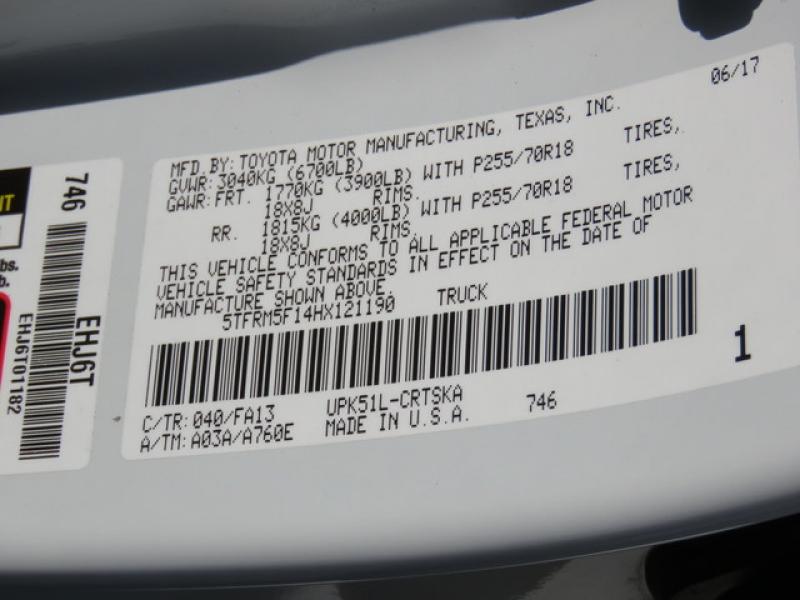 06/17
MFD.BY: TOYOTA MOTOR MANUFACTURING, TEXAS, INC.
GVWR: 3040KG (6700LB)
GAWR: FRT. 1770KG (3900LB) WITH P255/70R18 TIRES,
18X8J RIMS.
RR. 1815KG (4000LB) WITH P255/70R18 TIRES,
18X8J RIMS.
THIS VEHICLE CONFORMS TO ALL APPLICABLE FEDERAL MOTOR
VEHICLE SAFETY STANDARDS IN EFFECT ON THE DATE OF
MANUFACTURE SHOWN ABOVE.
5TFRM5F14HX121190 TRUCK
1
C/TR: 040/FA13 UPK51L-CRTSKA 746
A/TM: A03A/A760E MADE IN U.S.A.
746
EHJ6T
EHJ6T01182
IT
bs.
b.